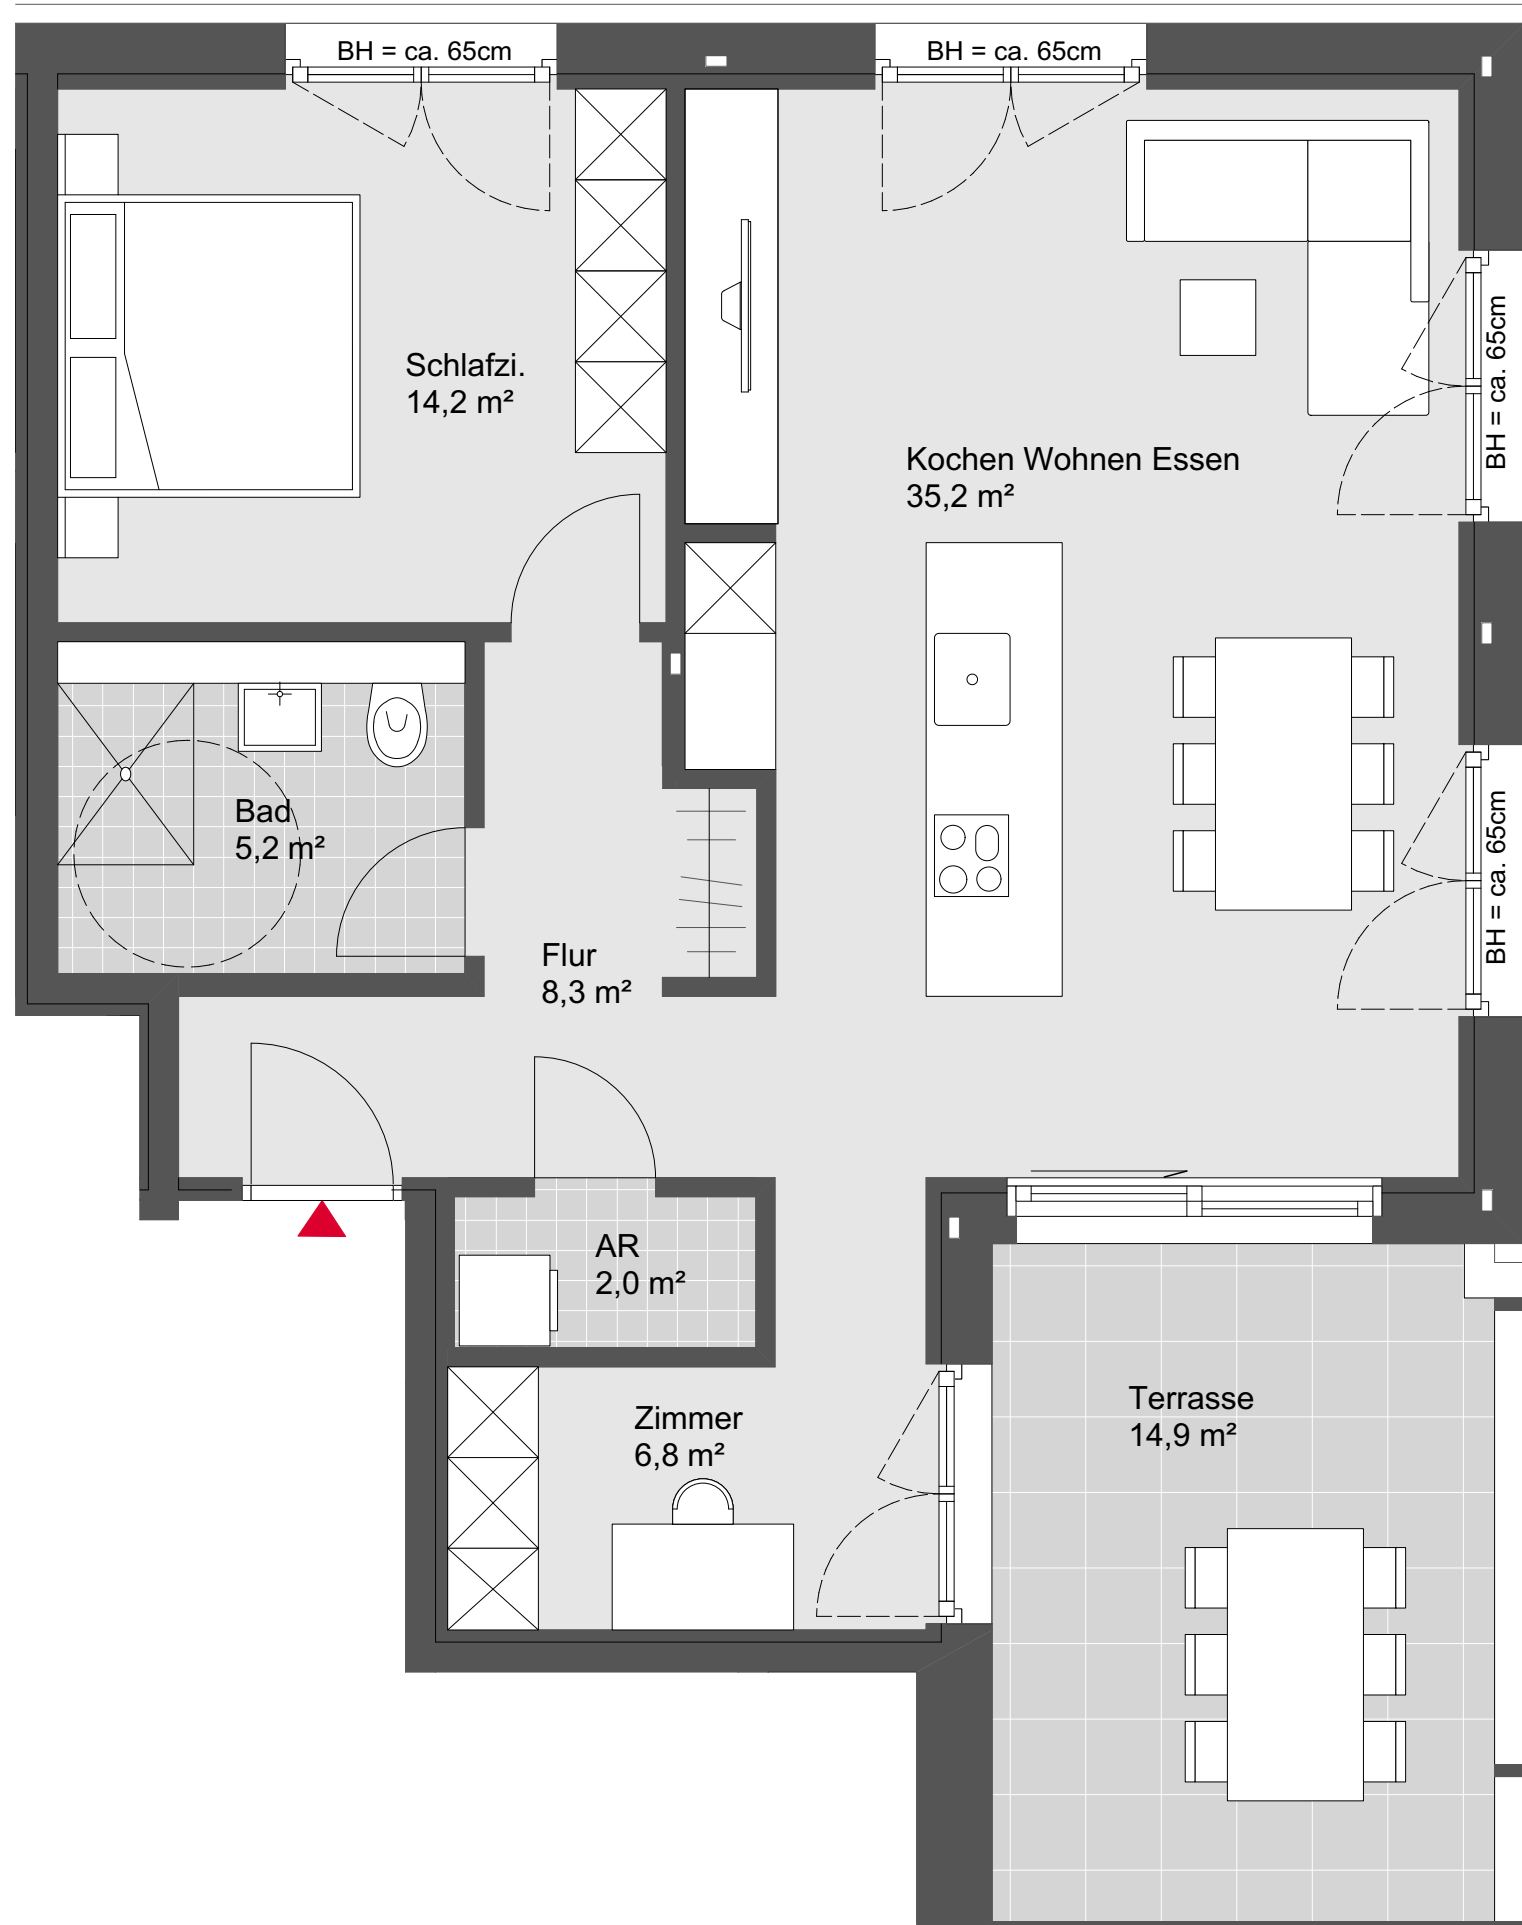 BH = ca. 65cm
BH = ca. 65cm
Schlafzi.
14,2 m²
BH = ca. 65cm
Kochen Wohnen Essen
35,2 m²
Bad
5,2 m²
BH = ca. 65cm
Flur
8,3 m²
AR
2,0 m²
Zimmer
6,8 m²
Terrasse
14,9 m²